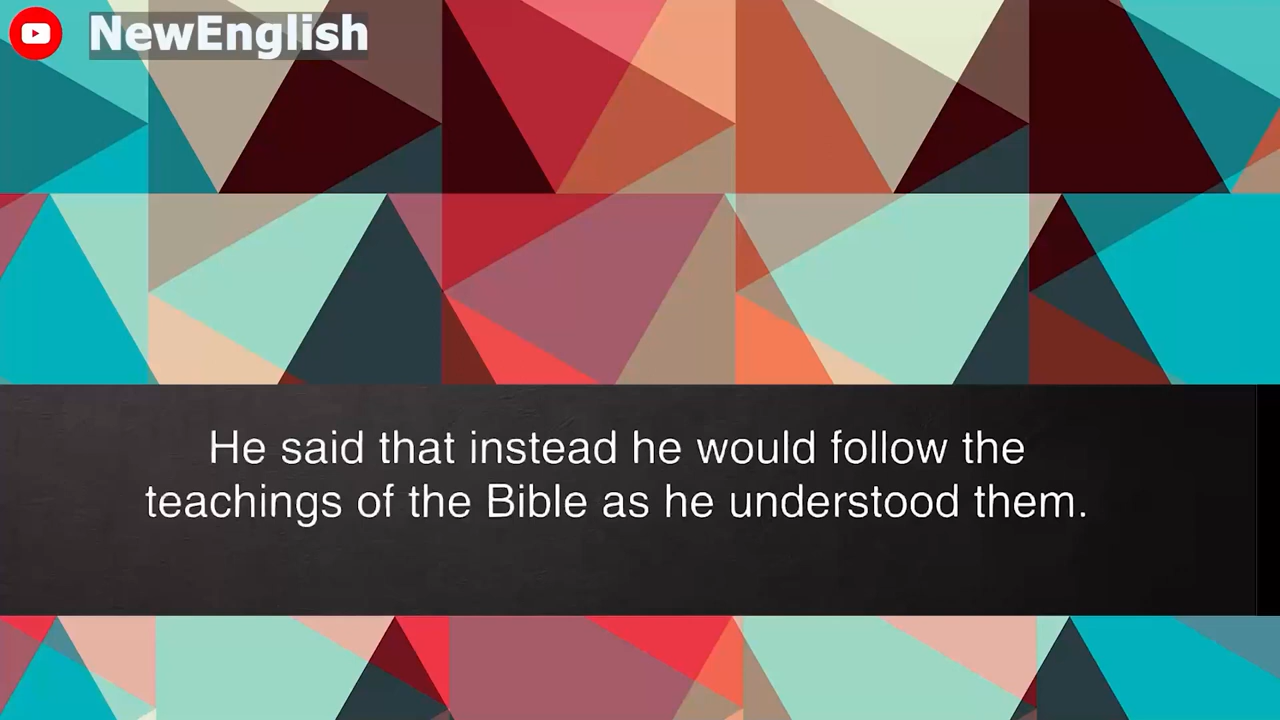 NewEnglish
He said that instead he would follow the
teachings of the Bible as he understood them.